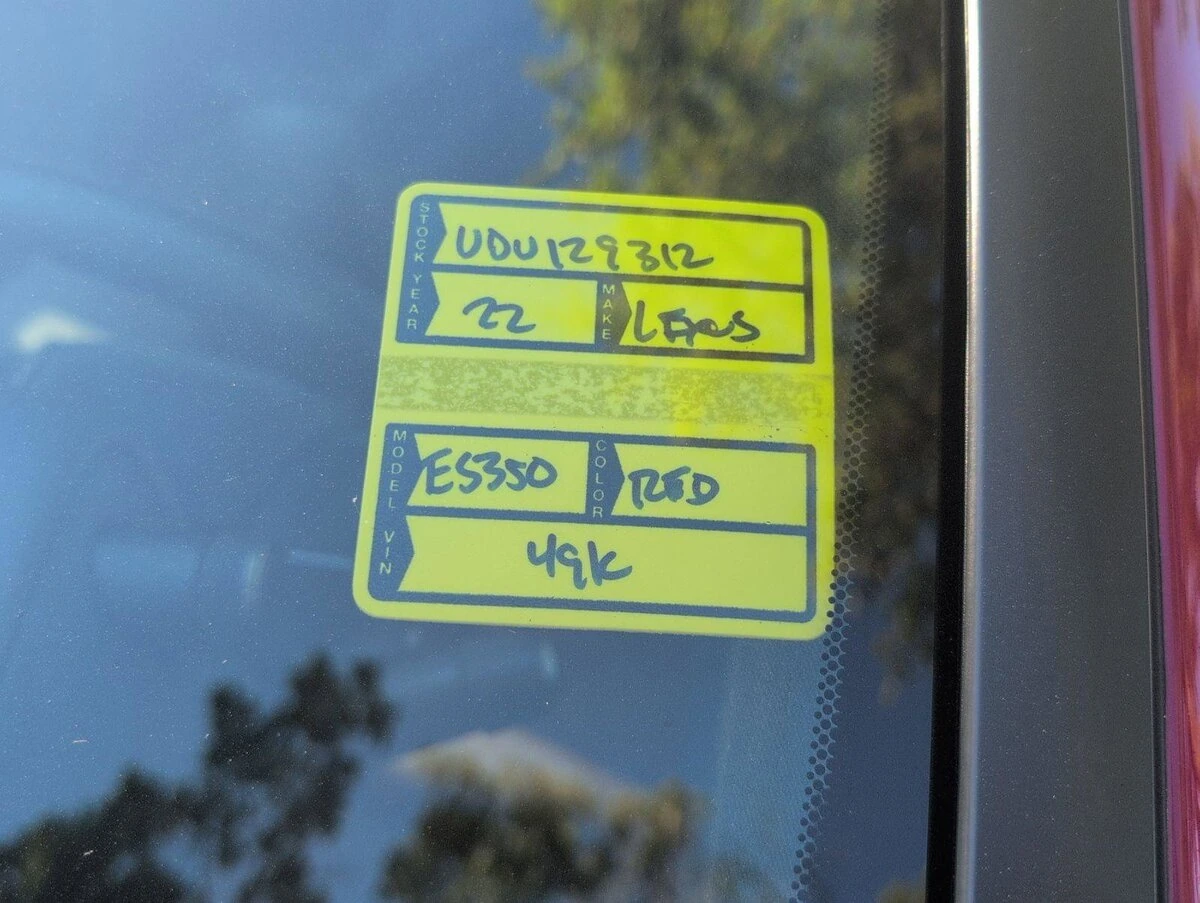 STOCK UDU129312
YEAR 22 MAKE LEXUS
MODEL ES350 COLOR RED
VIN 49K